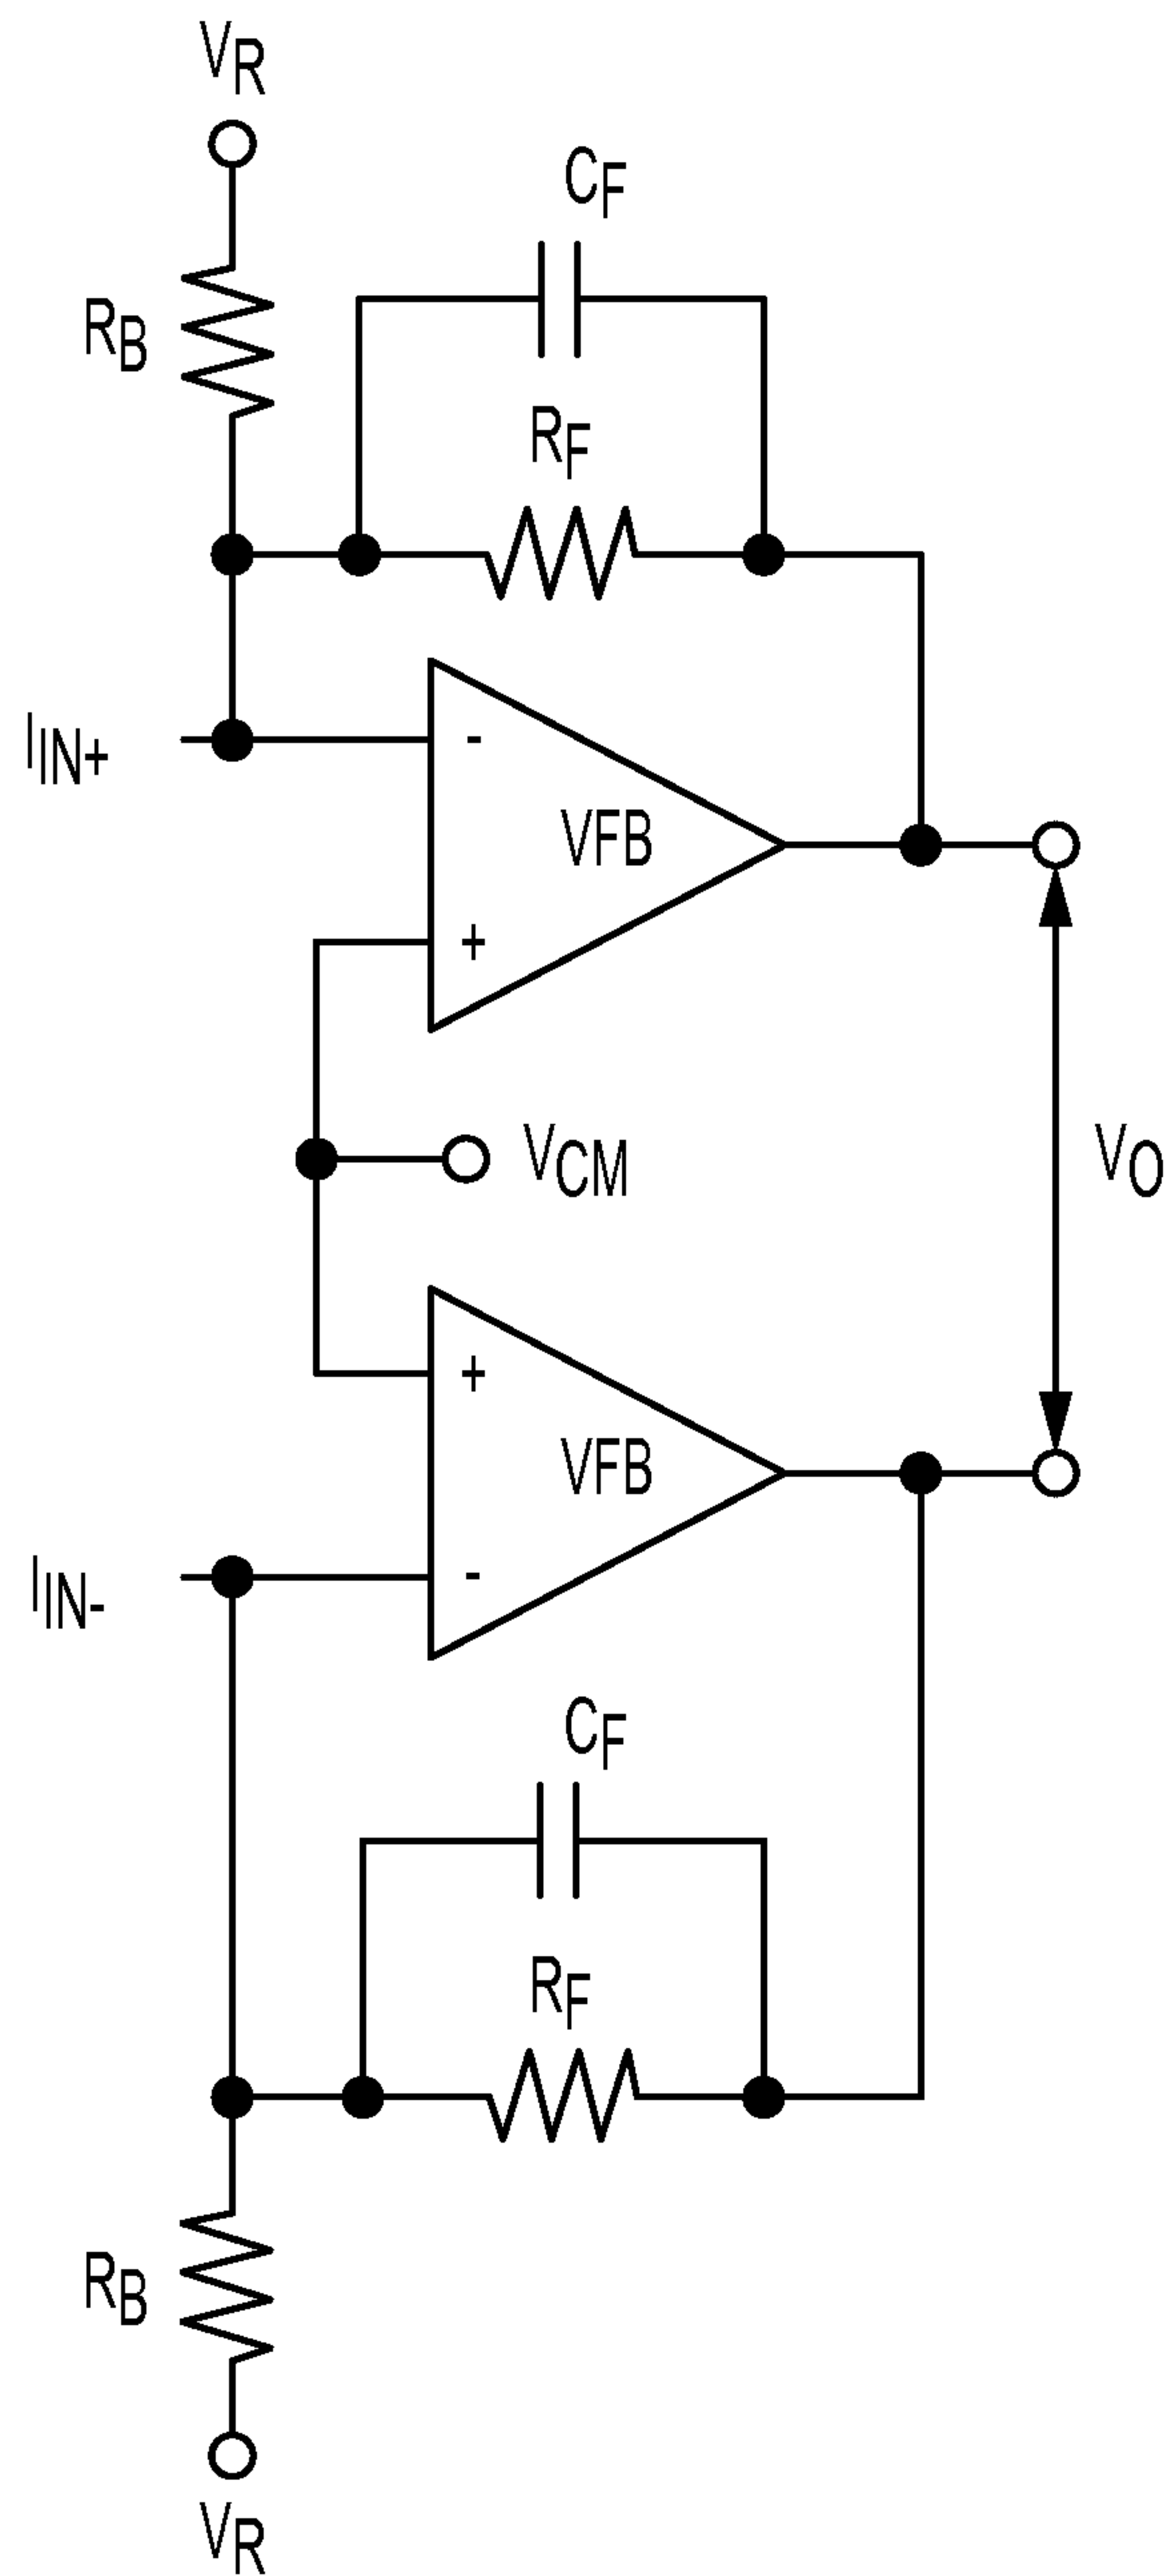 VR
CF
RB
RF
-
IIN+
VFB
+
VCM
VO
+
VFB
-
IIN-
CF
RF
RB
VR